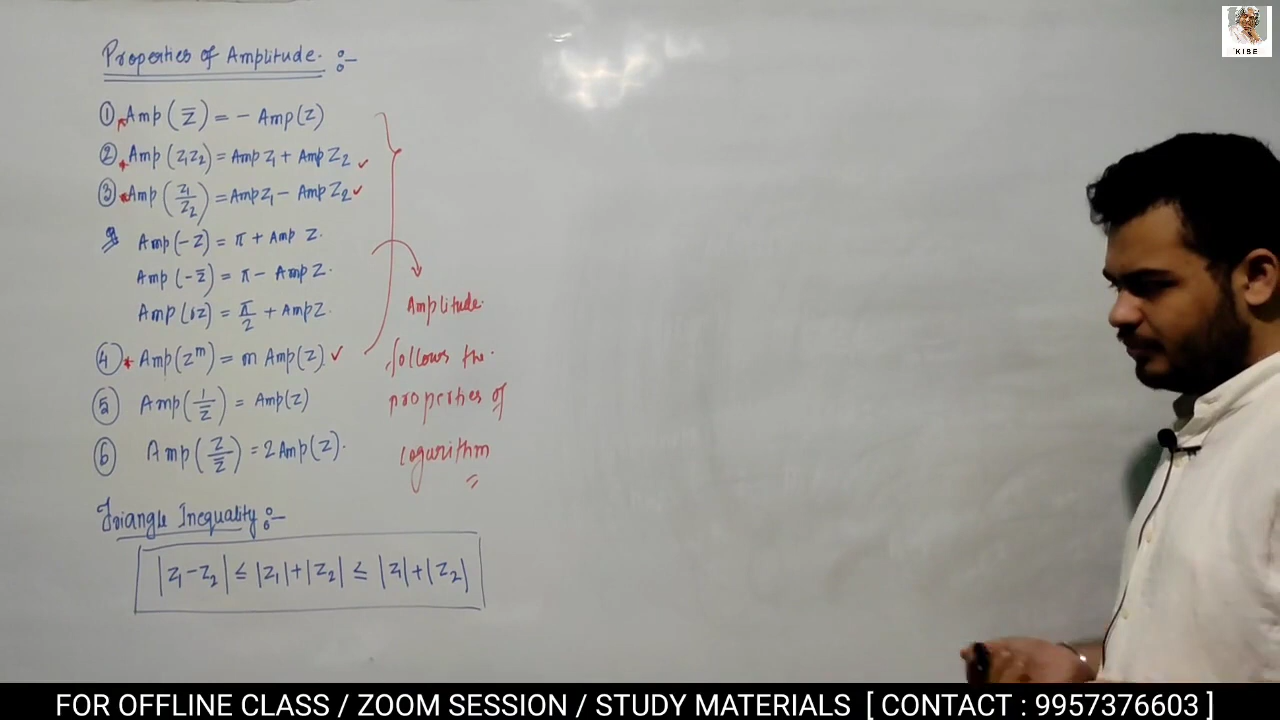 Properties of Amplitude :-
① Amp(z̅) = - Amp(z)
② Amp(z₁z₂) = Amp z₁ + Amp z₂ ✓
③ Amp(z₁/z₂) = Amp z₁ - Amp z₂ ✓
Amp(-z) = π + Amp z.
Amp(-z̅) = π - Amp z.
Amp(iz) = π/2 + Amp z.
④ Amp(zᵐ) = m Amp(z) ✓
⑤ Amp(1/z̅) = Amp(z)
⑥ Amp(z/z̅) = 2Amp(z).
Amplitude
follows the
properties of
logarithm
Triangle Inequality :-
|z₁-z₂| ≤ |z₁|+|z₂| ≤ |z₁|+|z₂|
KISE
FOR OFFLINE CLASS / ZOOM SESSION / STUDY MATERIALS [ CONTACT : 9957376603 ]